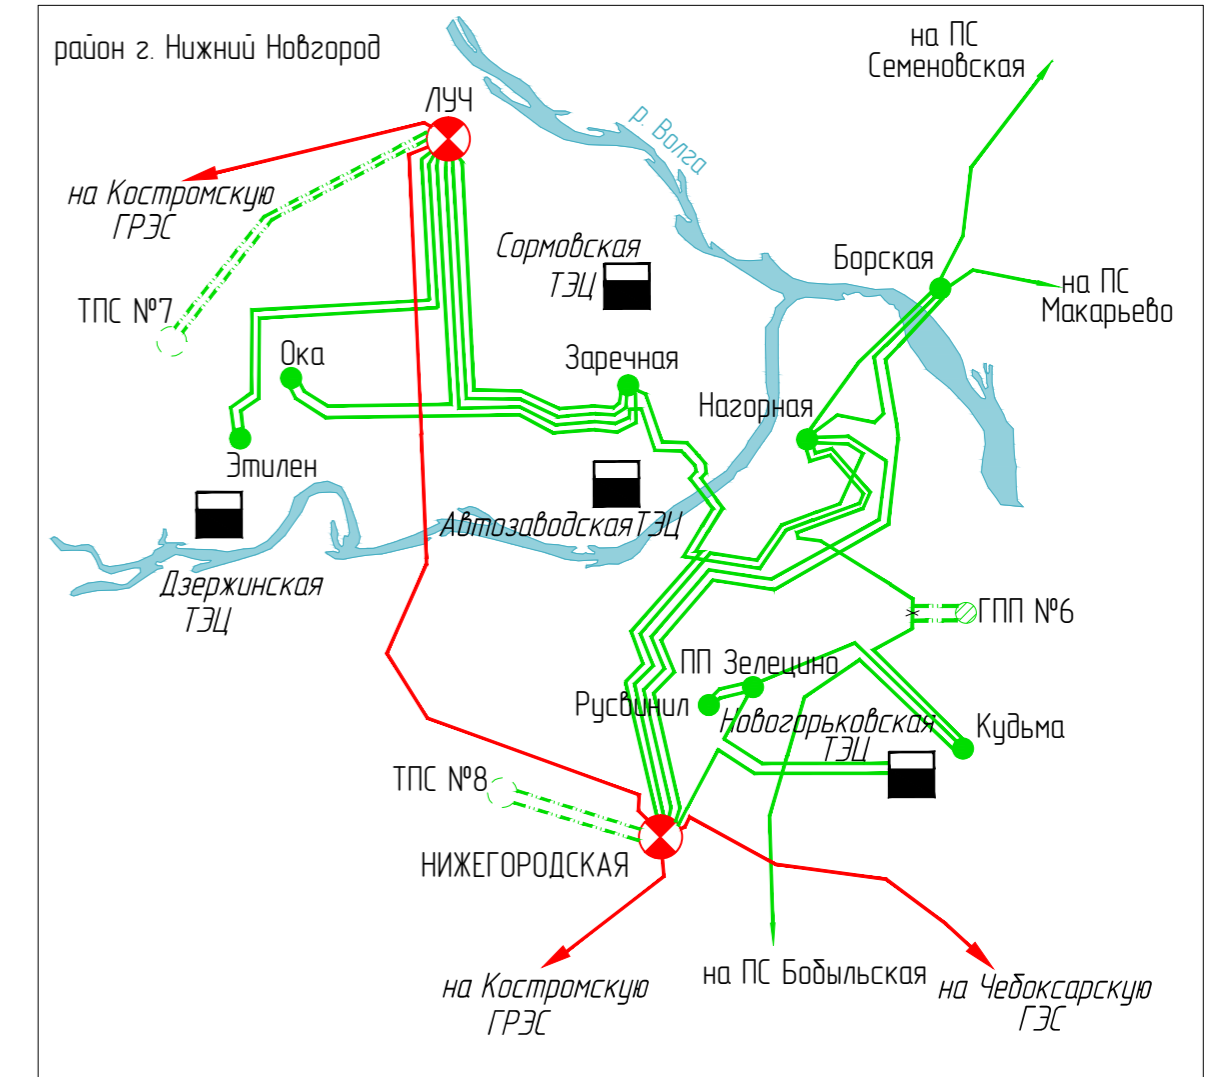 район г. Нижний Новгород
на ПС
Семеновская
ЛУЧ
р. Волга
на Костромскую
ГРЭС
Сормовская
ТЭЦ
Борская
на ПС
Макарьево
ТПС №7
Ока
Заречная
Нагорная
Этилен
Автозаводская ТЭЦ
Дзержинская
ТЭЦ
ГПП №6
ПП Зелецино
Русвинил
Новогорьковская
ТЭЦ
Кудьма
ТПС №8
НИЖЕГОРОДСКАЯ
на Костромскую
ГРЭС
на ПС Бобыльская
на Чебоксарскую
ГЭС